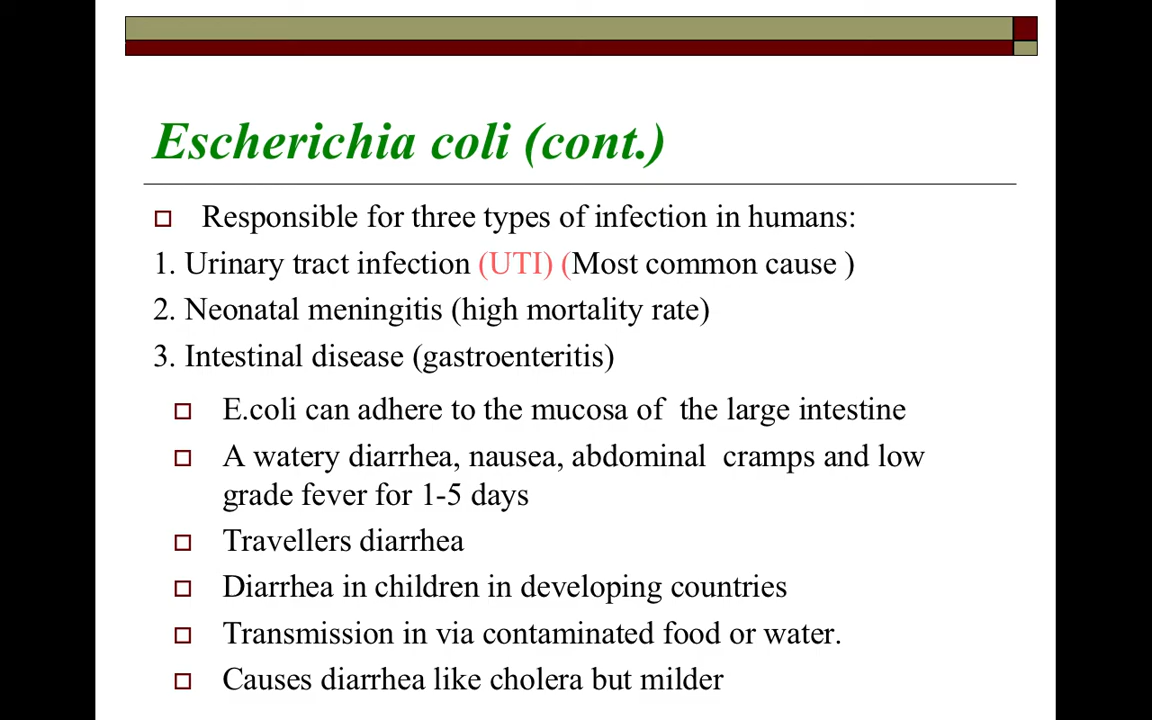 Escherichia coli (cont.)
Responsible for three types of infection in humans:
1. Urinary tract infection (UTI) (Most common cause )
2. Neonatal meningitis (high mortality rate)
3. Intestinal disease (gastroenteritis)
E.coli can adhere to the mucosa of the large intestine
A watery diarrhea, nausea, abdominal cramps and low
grade fever for 1-5 days
Travellers diarrhea
Diarrhea in children in developing countries
Transmission in via contaminated food or water.
Causes diarrhea like cholera but milder